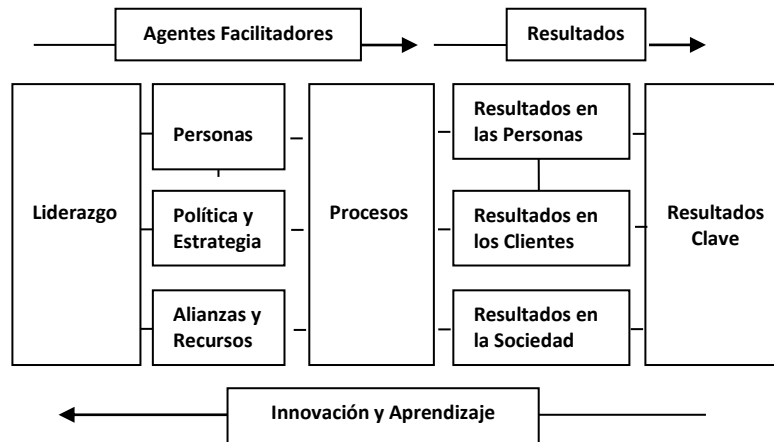 Agentes Facilitadores
Resultados
Liderazgo
Personas
Política y
Estrategia
Alianzas y
Recursos
Procesos
Resultados en
las Personas
Resultados en
los Clientes
Resultados en
la Sociedad
Resultados
Clave
Innovación y Aprendizaje